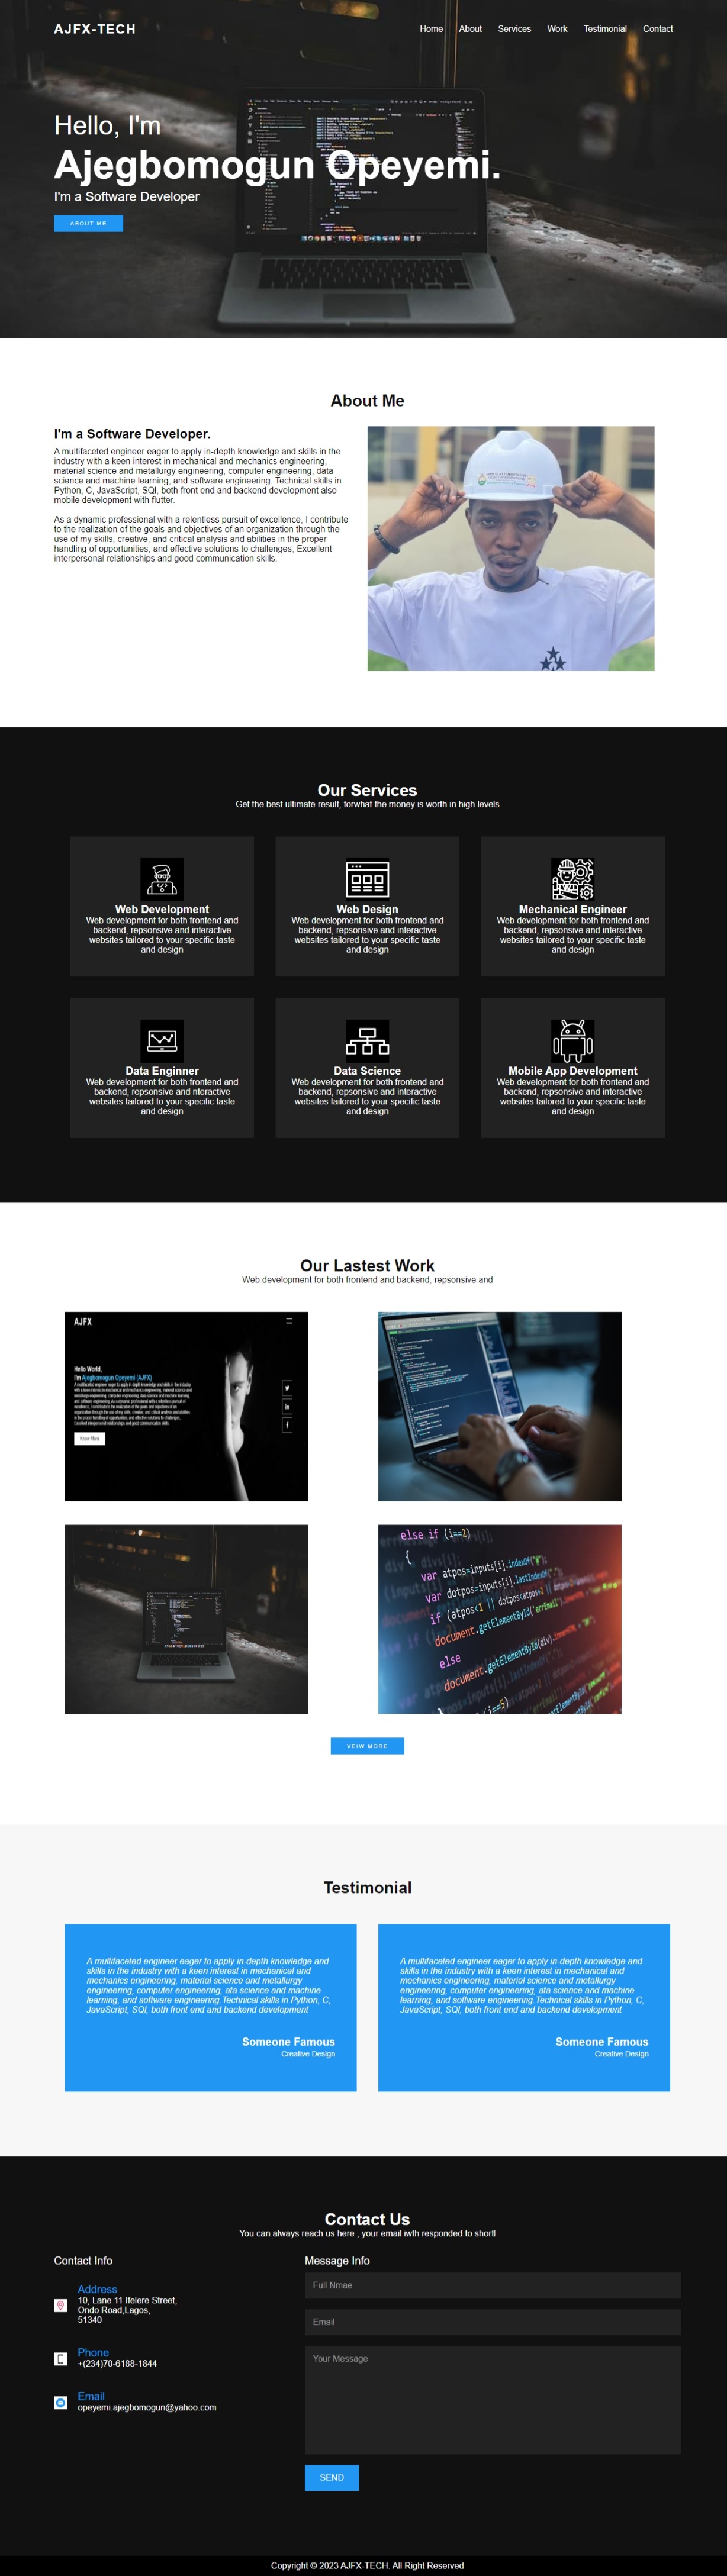 AJFX-TECH
Home About Services Work Testimonial Contact
Hello, I'm
Ajegbomogun Opeyemi.
I'm a Software Developer
ABOUT ME
About Me
I'm a Software Developer.
A multifaceted engineer eager to apply in-depth knowledge and skills in the
industry with a keen interest in mechanical and mechanics engineering,
material science and metallurgy engineering, computer engineering, data
science and machine learning, and software engineering. Technical skills in
Python, C, JavaScript, SQl, both front end and backend development also
mobile development with flutter.
As a dynamic professional with a relentless pursuit of excellence, I contribute
to the realization of the goals and objectives of an organization through the
use of my skills, creative, and critical analysis and abilities in the proper
handling of opportunities, and effective solutions to challenges, Excellent
interpersonal relationships and good communication skills.
Our Services
Get the best ultimate result, forwhat the money is worth in high levels
Web Development
Web development for both frontend and
backend, repsonsive and interactive
websites tailored to your specific taste
and design
Web Design
Web development for both frontend and
backend, repsonsive and interactive
websites tailored to your specific taste
and design
Mechanical Engineer
Web development for both frontend and
backend, repsonsive and interactive
websites tailored to your specific taste
and design
Data Enginner
Web development for both frontend and
backend, repsonsive and nteractive
websites tailored to your specific taste
and design
Data Science
Web development for both frontend and
backend, repsonsive and nteractive
websites tailored to your specific taste
and design
Mobile App Development
Web development for both frontend and
backend, repsonsive and interactive
websites tailored to your specific taste
and design
Our Lastest Work
Web development for both frontend and backend, repsonsive and
AJFX
Hello World,
I'm Ajegbomogun Opeyemi (AJFX)
Know More
else if (i==2)
{
var atpos=inputs[i].indexOf("@");
var dotpos=inputs[i].lastIndexOf(".
if (atpos<1 || dotpos<atpos+2 ||
document.getElementById('errEmail').
else
document.getElementById(div).
(i==5)
VEIW MORE
Testimonial
A multifaceted engineer eager to apply in-depth knowledge and
skills in the industry with a keen interest in mechanical and
mechanics engineering, material science and metallurgy
engineering, computer engineering, ata science and machine
learning, and software engineering.Technical skills in Python, C,
JavaScript, SQl, both front end and backend development
Someone Famous
Creative Design
A multifaceted engineer eager to apply in-depth knowledge and
skills in the industry with a keen interest in mechanical and
mechanics engineering, material science and metallurgy
engineering, computer engineering, ata science and machine
learning, and software engineering.Technical skills in Python, C,
JavaScript, SQl, both front end and backend development
Someone Famous
Creative Design
Contact Us
You can always reach us here , your email iwth responded to shortl
Contact Info
Address
10, Lane 11 Ifelere Street,
Ondo Road,Lagos,
51340
Phone
+(234)70-6188-1844
Email
opeyemi.ajegbomogun@yahoo.com
Message Info
Full Nmae
Email
Your Message
SEND
Copyright © 2023 AJFX-TECH. All Right Reserved